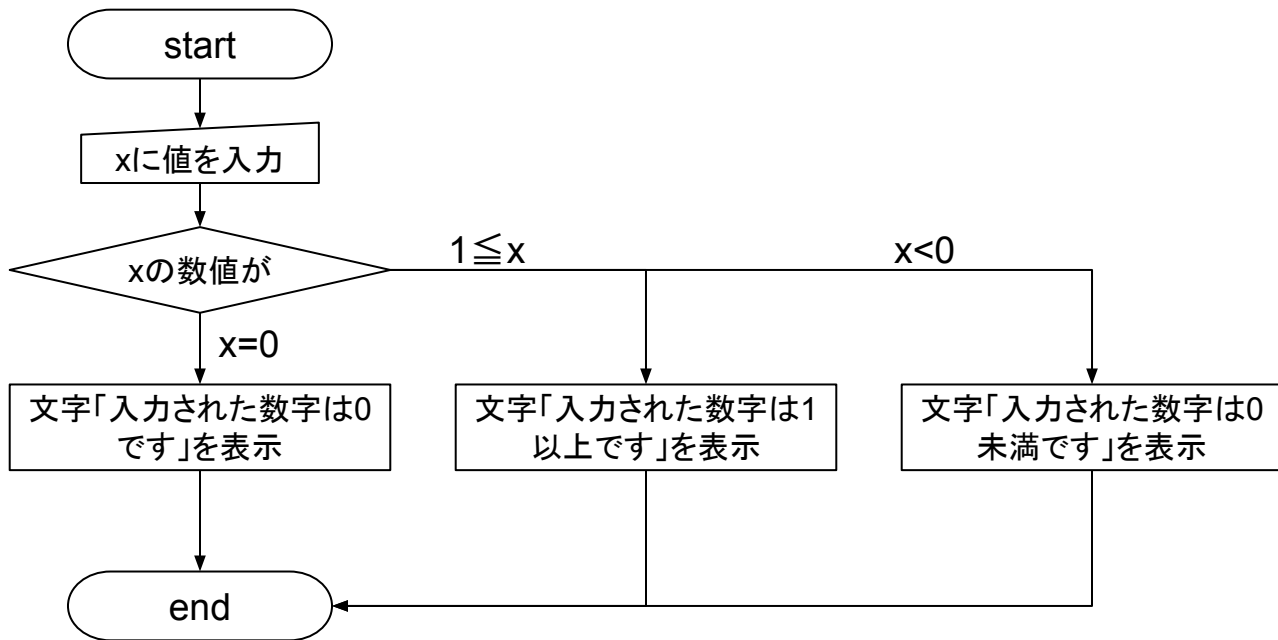 start
xに値を入力
xの数値が
1≦x
x<0
x=0
文字「入力された数字は0
です」を表示
文字「入力された数字は1
以上です」を表示
文字「入力された数字は0
未満です」を表示
end